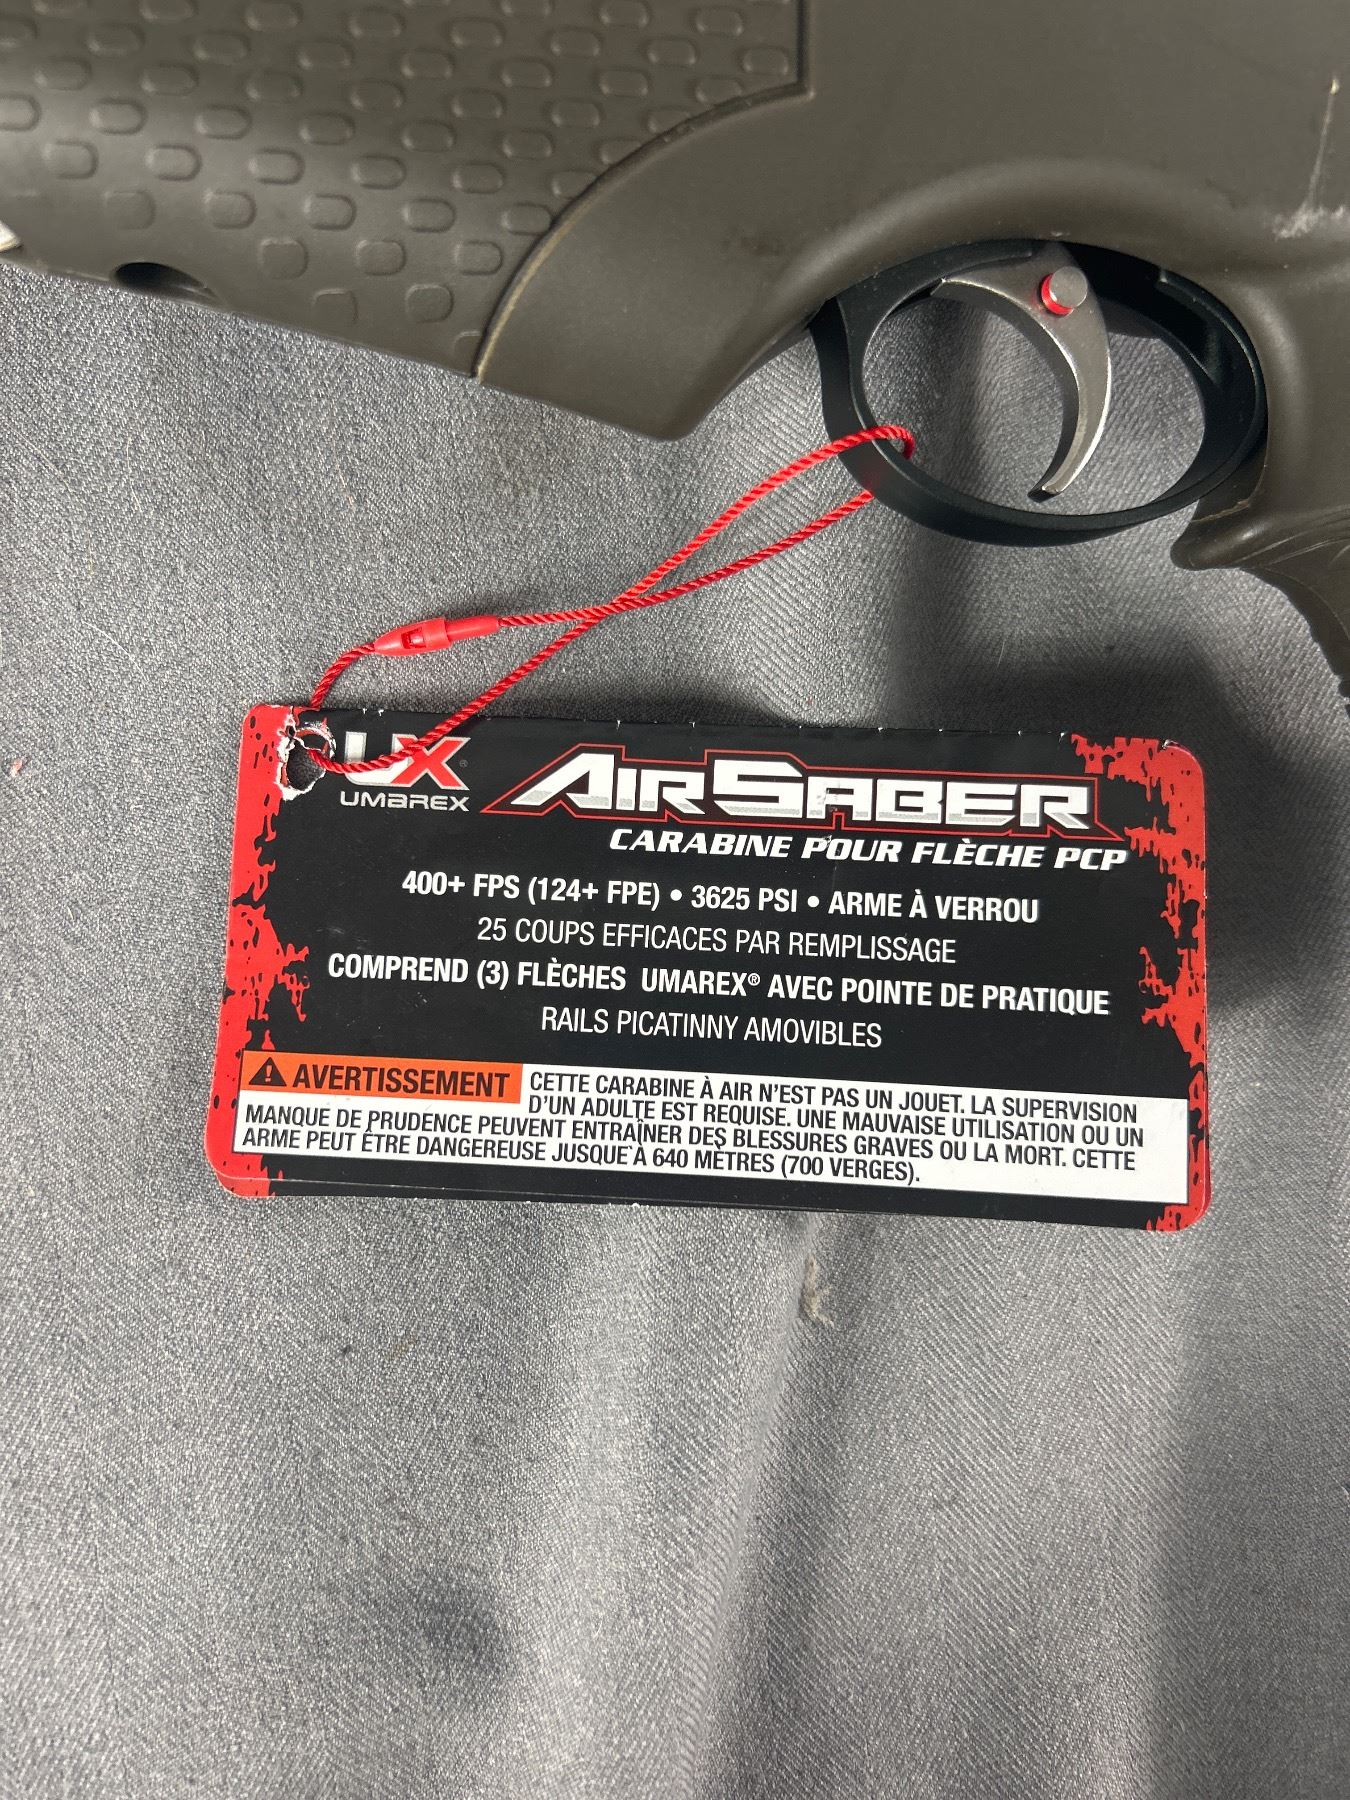 UX®
UMAREX
AIRSABER
CARABINE POUR FLÈCHE PCP
400+ FPS (124+ FPE) • 3625 PSI • ARME À VERROU
25 COUPS EFFICACES PAR REMPLISSAGE
COMPREND (3) FLÈCHES UMAREX® AVEC POINTE DE PRATIQUE
RAILS PICATINNY AMOVIBLES
AVERTISSEMENT CETTE CARABINE À AIR N'EST PAS UN JOUET. LA SUPERVISION
D'UN ADULTE EST REQUISE. UNE MAUVAISE UTILISATION OU UN
MANQUE DE PRUDENCE PEUVENT ENTRAÎNER DES BLESSURES GRAVES OU LA MORT. CETTE
ARME PEUT ÊTRE DANGEREUSE JUSQUE À 640 MÈTRES (700 VERGES).